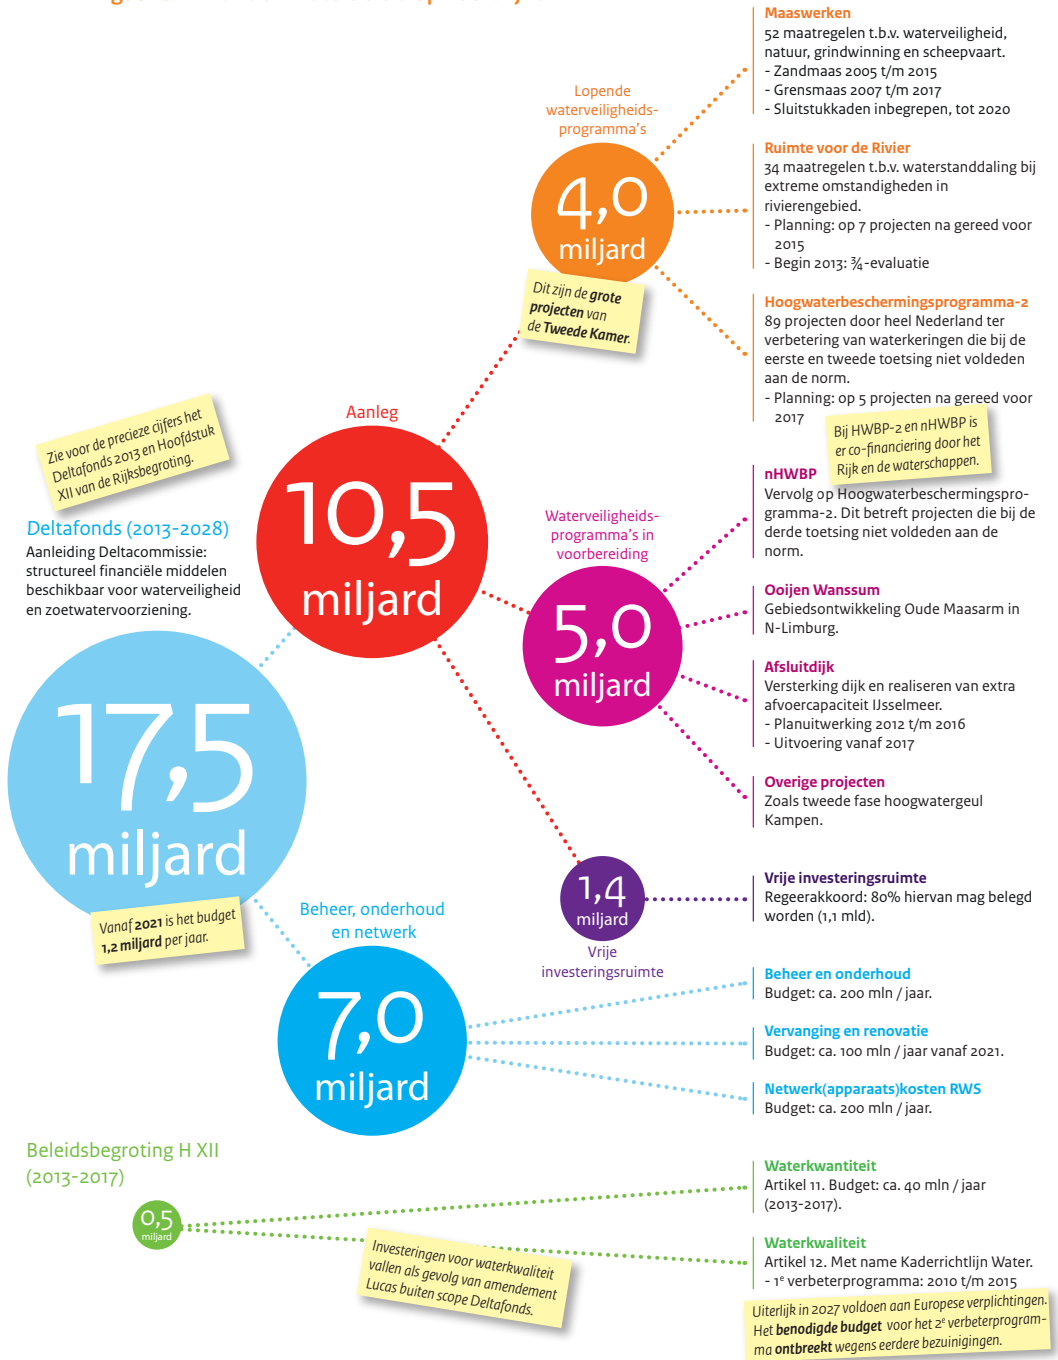 Maaswerken
52 maatregelen t.b.v. waterveiligheid,
natuur, grindwinning en scheepvaart.
- Zandmaas 2005 t/m 2015
- Grensmaas 2007 t/m 2017
- Sluitstukkaden inbegrepen, tot 2020
Lopende
waterveiligheids-
programma's
4,0
miljard
Dit zijn de grote
projecten van
de Tweede Kamer.
Ruimte voor de Rivier
34 maatregelen t.b.v. waterstanddaling bij
extreme omstandigheden in
rivierengebied.
- Planning: op 7 projecten na gereed voor
2015
- Begin 2013: ¾-evaluatie
Hoogwaterbeschermingsprogramma-2
89 projecten door heel Nederland ter
verbetering van waterkeringen die bij de
eerste en tweede toetsing niet voldeden
aan de norm.
- Planning: op 5 projecten na gereed voor
2017
Bij HWBP-2 en nHWBP is
er co-financiering door het
Rijk en de waterschappen.
Zie voor de precieze cijfers het
Deltafonds 2013 en Hoofdstuk
XII van de Rijksbegroting.
Aanleg
10,5
miljard
Deltafonds (2013-2028)
Aanleiding Deltacommissie:
structureel financiële middelen
beschikbaar voor waterveiligheid
en zoetwatervoorziening.
17,5
miljard
Vanaf 2021 is het budget
1,2 miljard per jaar.
Waterveiligheids-
programma's in
voorbereiding
5,0
miljard
nHWBP
Vervolg op Hoogwaterbeschermingspro-
gramma-2. Dit betreft projecten die bij de
derde toetsing niet voldeden aan de
norm.
Ooijen Wanssum
Gebiedsontwikkeling Oude Maasarm in
N-Limburg.
Afsluitdijk
Versterking dijk en realiseren van extra
afvoercapaciteit IJsselmeer.
- Planuitwerking 2012 t/m 2016
- Uitvoering vanaf 2017
Overige projecten
Zoals tweede fase hoogwatergeul
Kampen.
1,4
miljard
Vrije
investeringsruimte
Vrije investeringsruimte
Regeerakkoord: 80% hiervan mag belegd
worden (1,1 mld).
Beheer, onderhoud
en netwerk
7,0
miljard
Beheer en onderhoud
Budget: ca. 200 mln / jaar.
Vervanging en renovatie
Budget: ca. 100 mln / jaar vanaf 2021.
Netwerk(apparaats)kosten RWS
Budget: ca. 200 mln / jaar.
Beleidsbegroting H XII
(2013-2017)
0,5
miljard
Waterkwantiteit
Artikel 11. Budget: ca. 40 mln / jaar
(2013-2017).
Waterkwaliteit
Artikel 12. Met name Kaderrichtlijn Water.
- 1e verbeterprogramma: 2010 t/m 2015
Investeringen voor waterkwaliteit
vallen als gevolg van amendement
Lucas buiten scope Deltafonds.
Uiterlijk in 2027 voldoen aan Europese verplichtingen.
Het benodigde budget voor het 2e verbeterprogram-
ma ontbreekt wegens eerdere bezuinigingen.